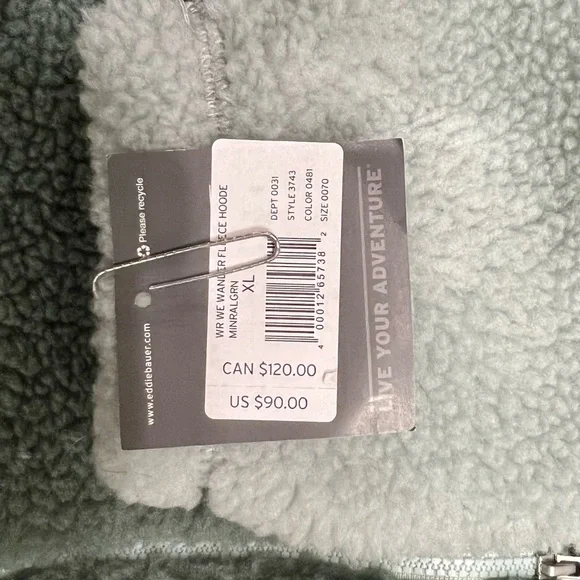 Please recycle
www.eddiebauer.com
WR WE WANDER FLEECE HOODE
MINRALGRN
XL
DEPT 0031
STYLE 3743
COLOR 04B1
SIZE 0070
4 00012 65738 2
CAN $120.00
US $90.00
LIVE YOUR ADVENTURE®